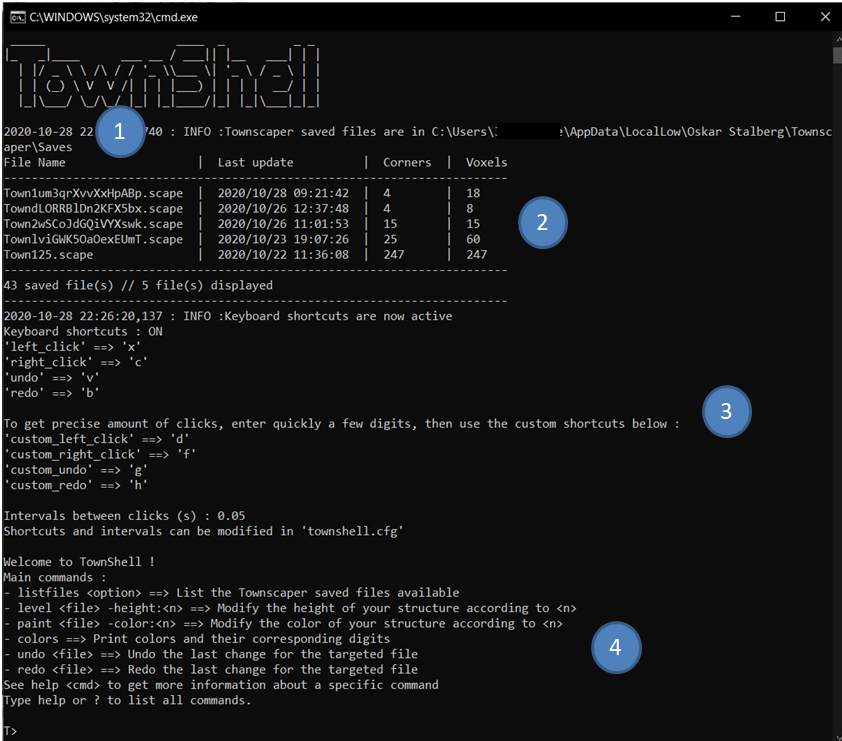 C:\WINDOWS\system32\cmd.exe
TownShell
2020-10-28 22 1 740 : INFO :Townscaper saved files are in C:\Users\ e\AppData\LocalLow\Oskar Stalberg\Townsc
aper\Saves
File Name | Last update | Corners | Voxels
-------------------------------------------------------------------
Town1um3qrXvvXxHpABp.scape | 2020/10/28 09:21:42 | 4 | 18
TowndLORRBlDn2KFX5bx.scape | 2020/10/26 12:37:48 | 4 | 8
Town2wSCoJdGQiVYXswk.scape | 2020/10/26 11:01:53 | 15 | 15
2
TownlviGWK5OaOexEUmT.scape | 2020/10/23 19:07:26 | 25 | 60
Town125.scape | 2020/10/22 11:36:08 | 247 | 247
-------------------------------------------------------------------
43 saved file(s) // 5 file(s) displayed
-------------------------------------------------------------------
2020-10-28 22:26:20,137 : INFO :Keyboard shortcuts are now active
Keyboard shortcuts : ON
'left_click' ==> 'x'
'right_click' ==> 'c'
'undo' ==> 'v'
'redo' ==> 'b'
3
To get precise amount of clicks, enter quickly a few digits, then use the custom shortcuts below :
'custom_left_click' ==> 'd'
'custom_right_click' ==> 'f'
'custom_undo' ==> 'g'
'custom_redo' ==> 'h'
Intervals between clicks (s) : 0.05
Shortcuts and intervals can be modified in 'townshell.cfg'
Welcome to TownShell !
Main commands :
- listfiles <option> ==> List the Townscaper saved files available
- level <file> -height:<n> ==> Modify the height of your structure according to <n>
- paint <file> -color:<n> ==> Modify the color of your structure according to <n>
- colors ==> Print colors and their corresponding digits
4
- undo <file> ==> Undo the last change for the targeted file
- redo <file> ==> Redo the last change for the targeted file
See help <cmd> to get more information about a specific command
Type help or ? to list all commands.
T>